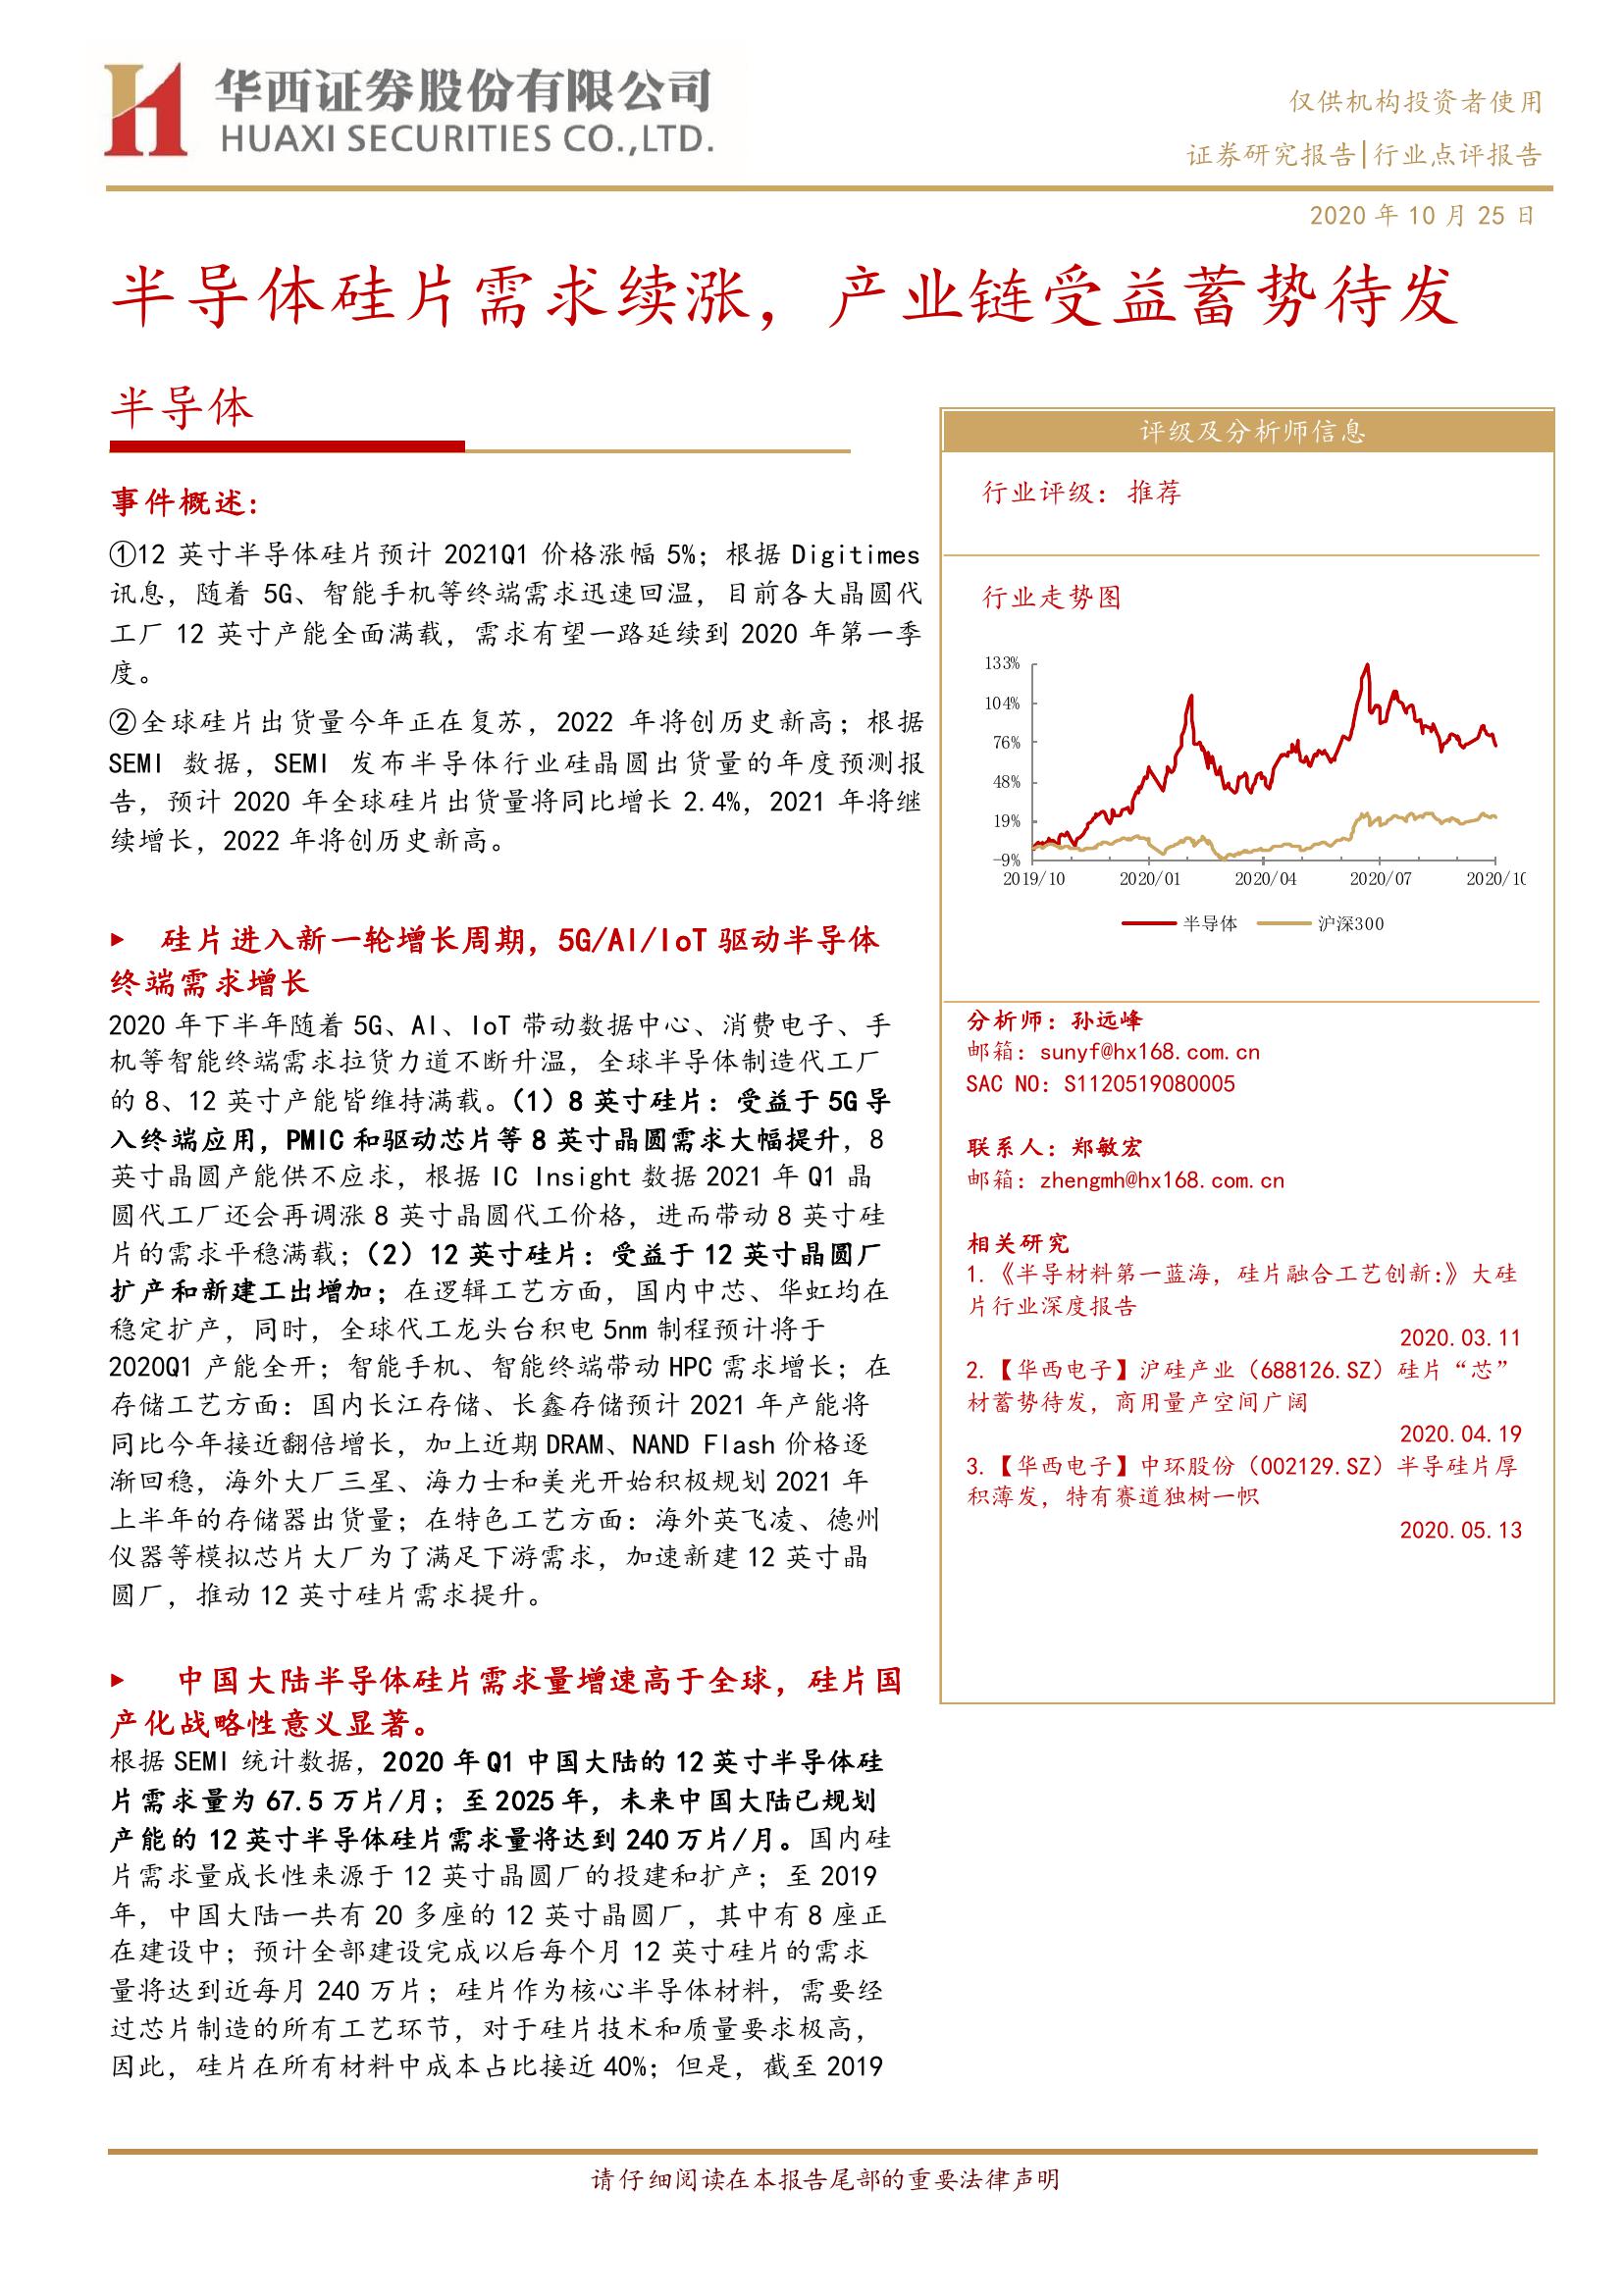 华西证券股份有限公司
HUAXI SECURITIES CO.,LTD.
仅供机构投资者使用
证券研究报告|行业点评报告
2020 年 10 月 25 日
半导体硅片需求续涨，产业链受益蓄势待发
半导体
事件概述：
①12 英寸半导体硅片预计 2021Q1 价格涨幅 5%；根据 Digitimes
讯息，随着 5G、智能手机等终端需求迅速回温，目前各大晶圆代
工厂 12 英寸产能全面满载，需求有望一路延续到 2020 年第一季
度。
②全球硅片出货量今年正在复苏，2022 年将创历史新高；根据
SEMI 数据，SEMI 发布半导体行业硅晶圆出货量的年度预测报
告，预计 2020 年全球硅片出货量将同比增长 2.4%，2021 年将继
续增长，2022 年将创历史新高。
► 硅片进入新一轮增长周期，5G/AI/IoT 驱动半导体
终端需求增长
2020 年下半年随着 5G、AI、IoT 带动数据中心、消费电子、手
机等智能终端需求拉货力道不断升温，全球半导体制造代工厂
的 8、12 英寸产能皆维持满载。（1）8 英寸硅片：受益于 5G 导
入终端应用，PMIC 和驱动芯片等 8 英寸晶圆需求大幅提升，8
英寸晶圆产能供不应求，根据 IC Insight 数据 2021 年 Q1 晶
圆代工厂还会再调涨 8 英寸晶圆代工价格，进而带动 8 英寸硅
片的需求平稳满载；（2）12 英寸硅片：受益于 12 英寸晶圆厂
扩产和新建工出增加；在逻辑工艺方面，国内中芯、华虹均在
稳定扩产，同时，全球代工龙头台积电 5nm 制程预计将于
2020Q1 产能全开；智能手机、智能终端带动 HPC 需求增长；在
存储工艺方面：国内长江存储、长鑫存储预计 2021 年产能将
同比今年接近翻倍增长，加上近期 DRAM、NAND Flash 价格逐
渐回稳，海外大厂三星、海力士和美光开始积极规划 2021 年
上半年的存储器出货量；在特色工艺方面：海外英飞凌、德州
仪器等模拟芯片大厂为了满足下游需求，加速新建 12 英寸晶
圆厂，推动 12 英寸硅片需求提升。
► 中国大陆半导体硅片需求量增速高于全球，硅片国
产化战略性意义显著。
根据 SEMI 统计数据，2020 年 Q1 中国大陆的 12 英寸半导体硅
片需求量为 67.5 万片/月；至 2025 年，未来中国大陆已规划
产能的 12 英寸半导体硅片需求量将达到 240 万片/月。国内硅
片需求量成长性来源于 12 英寸晶圆厂的投建和扩产；至 2019
年，中国大陆一共有 20 多座的 12 英寸晶圆厂，其中有 8 座正
在建设中；预计全部建设完成以后每个月 12 英寸硅片的需求
量将达到近每月 240 万片；硅片作为核心半导体材料，需要经
过芯片制造的所有工艺环节，对于硅片技术和质量要求极高，
因此，硅片在所有材料中成本占比接近 40%；但是，截至 2019
评级及分析师信息
行业评级：推荐
行业走势图
133%
104%
76%
48%
19%
-9%
2019/10 2020/01 2020/04 2020/07 2020/10
半导体 沪深300
分析师：孙远峰
邮箱：sunyf@hx168.com.cn
SAC NO：S1120519080005
联系人：郑敏宏
邮箱：zhengmh@hx168.com.cn
相关研究
1.《半导材料第一蓝海，硅片融合工艺创新:》大硅
片行业深度报告
2020.03.11
2.【华西电子】沪硅产业（688126.SZ）硅片“芯”
材蓄势待发，商用量产空间广阔
2020.04.19
3.【华西电子】中环股份（002129.SZ）半导硅片厚
积薄发，特有赛道独树一帜
2020.05.13
请仔细阅读在本报告尾部的重要法律声明